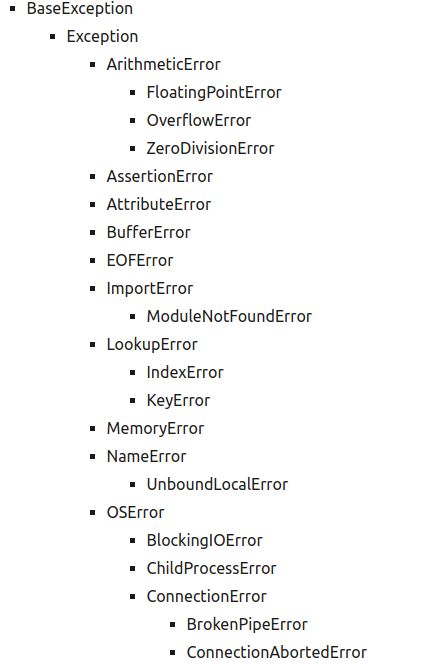 BaseException
Exception
ArithmeticError
FloatingPointError
OverflowError
ZeroDivisionError
AssertionError
AttributeError
BufferError
EOFError
ImportError
ModuleNotFoundError
LookupError
IndexError
KeyError
MemoryError
NameError
UnboundLocalError
OSError
BlockingIOError
ChildProcessError
ConnectionError
BrokenPipeError
ConnectionAbortedError